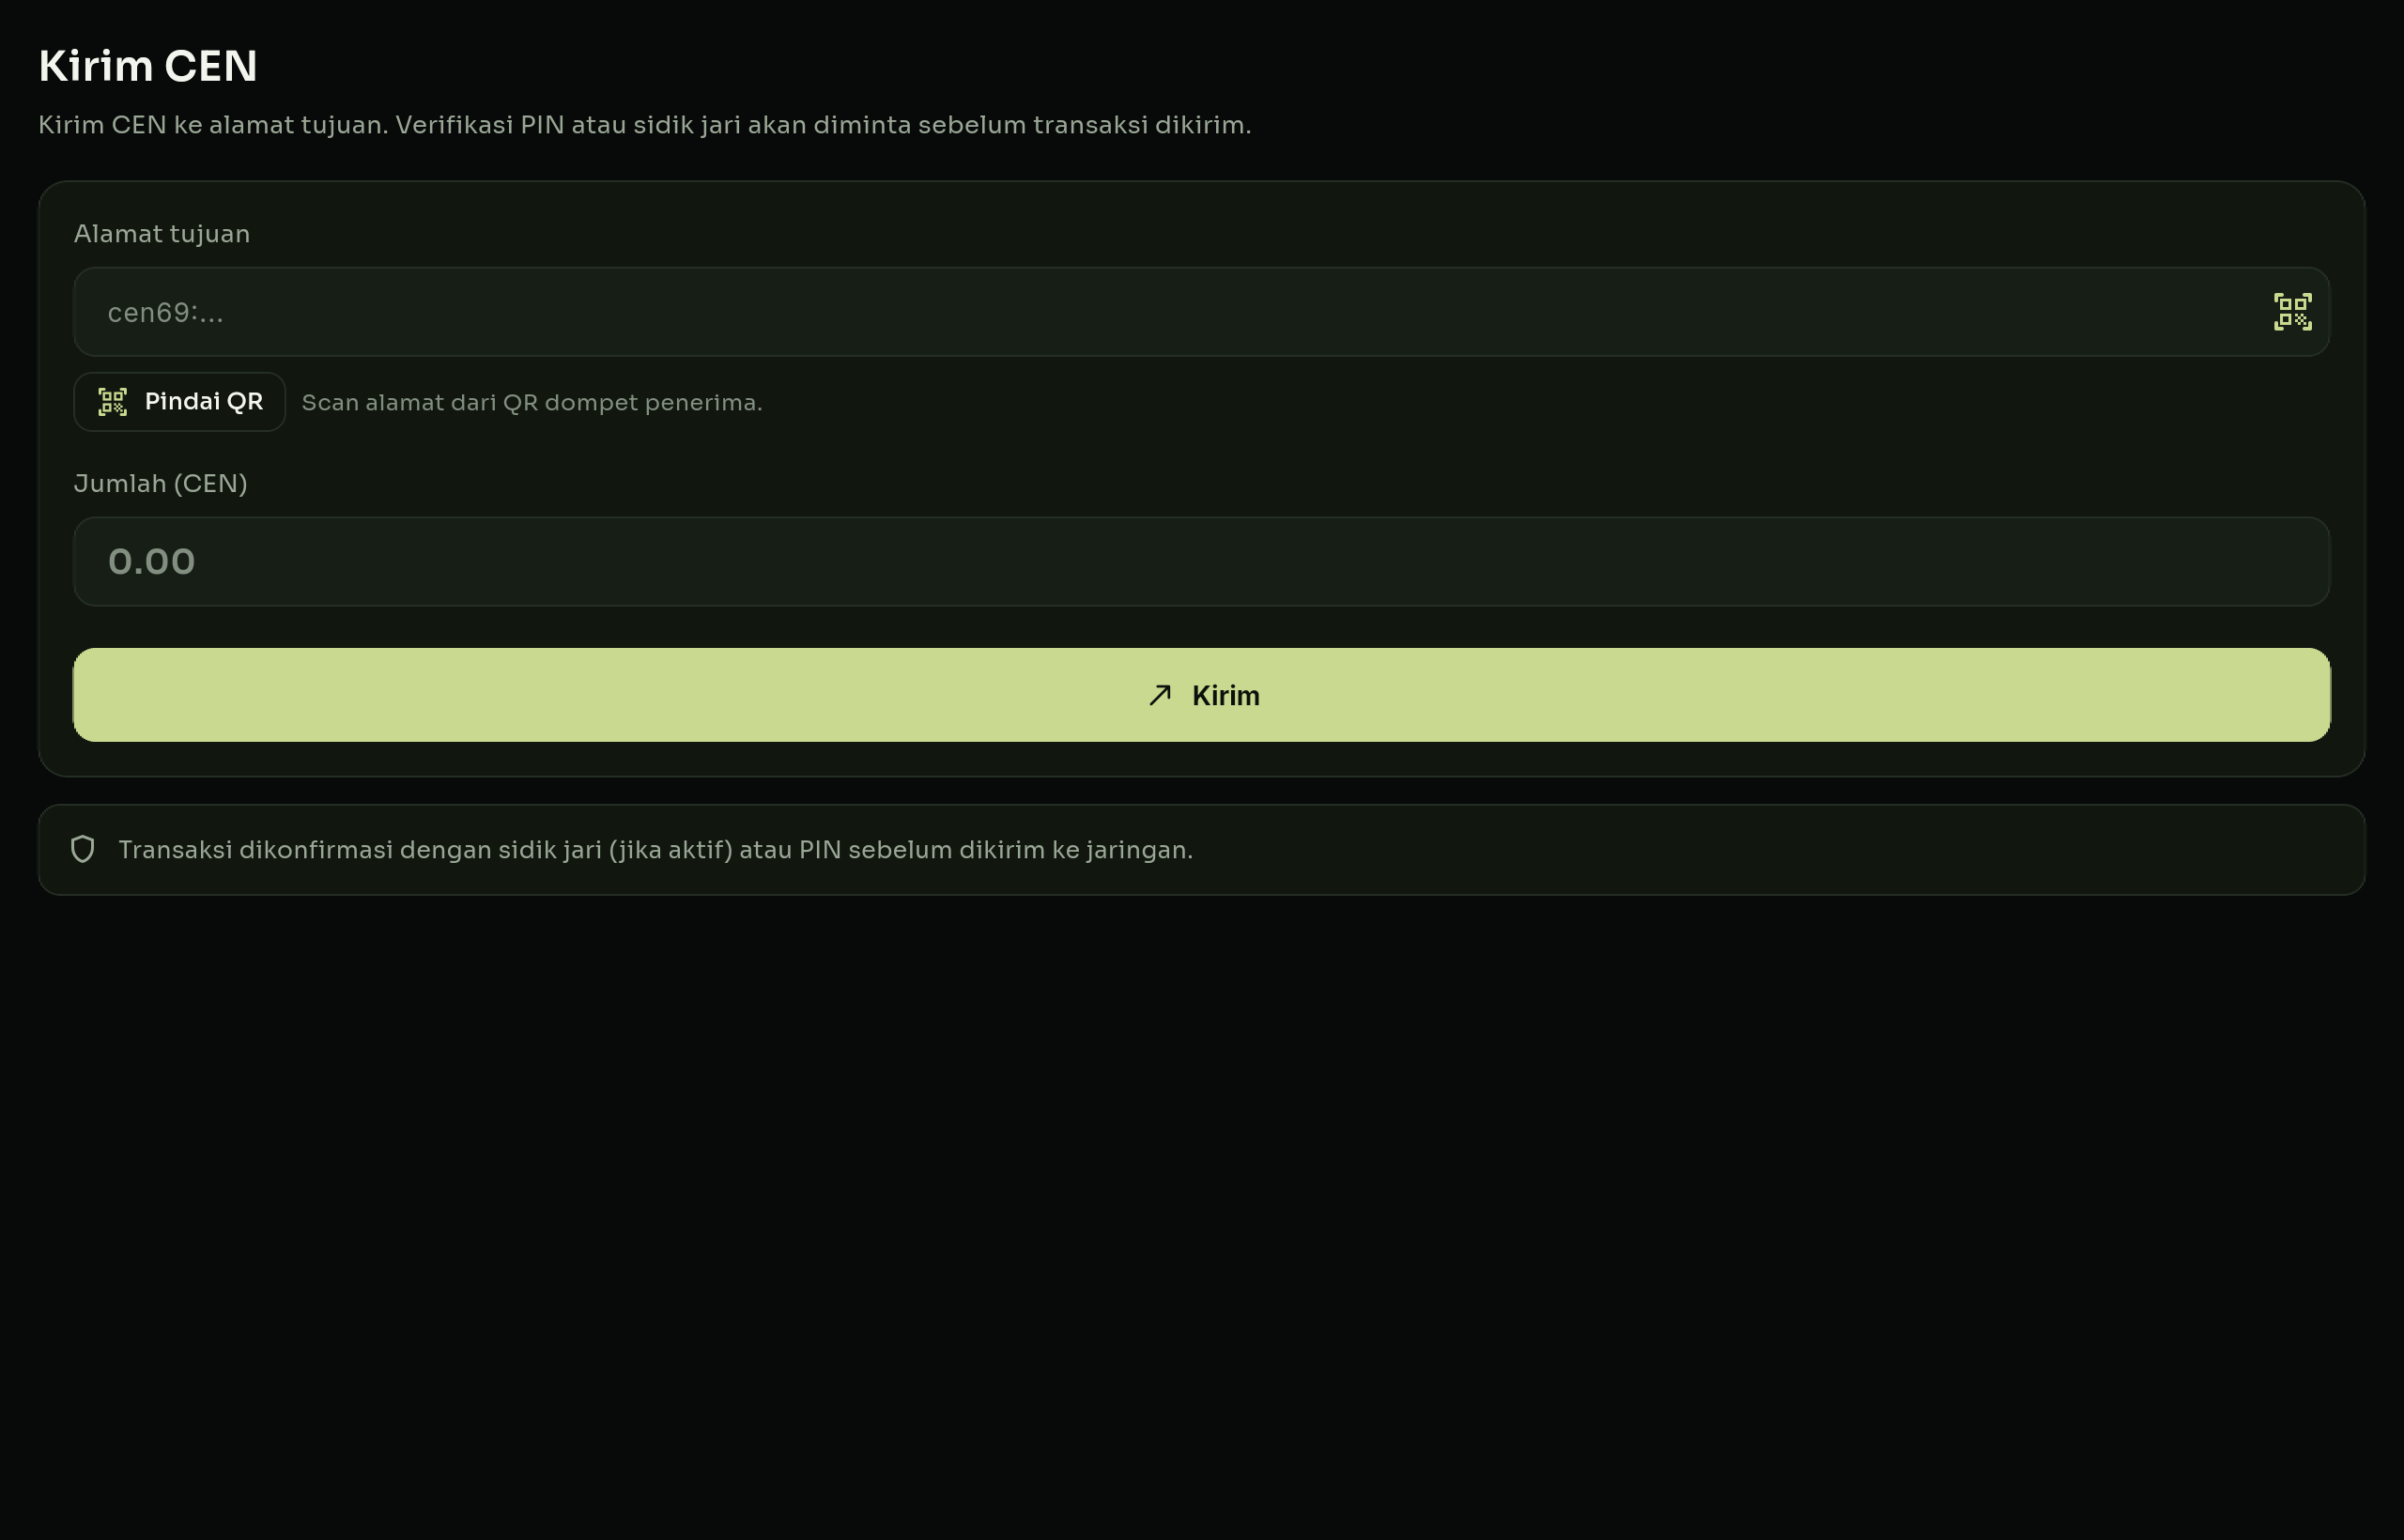 Kirim CEN
Kirim CEN ke alamat tujuan. Verifikasi PIN atau sidik jari akan diminta sebelum transaksi dikirim.
Alamat tujuan
cen69:...
Pindai QR
Scan alamat dari QR dompet penerima.
Jumlah (CEN)
0.00
Kirim
Transaksi dikonfirmasi dengan sidik jari (jika aktif) atau PIN sebelum dikirim ke jaringan.